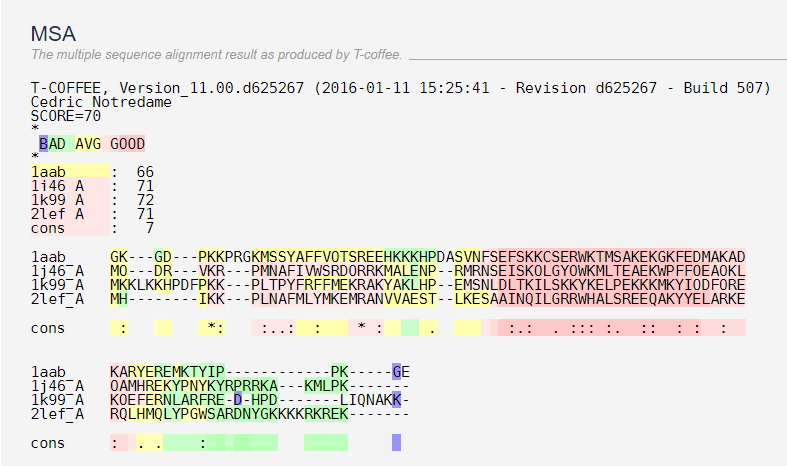 MSA
The multiple sequence alignment result as produced by T-coffee.
T-COFFEE, Version_11.00.d625267 (2016-01-11 15:25:41 - Revision d625267 - Build 507)
Cedric Notredame
SCORE=70
*
BAD AVG GOOD
*
1aab : 66
1j46_A : 71
1k99_A : 72
2lef_A : 71
cons : 7
1aab GK---GD---PKKPRGKMSSYAFFVQTSREEHKKKHPDASVNFSEFSKKCSERWKTMSAKEKGKFEDMAKAD
1j46_A MQ---DR---VKR---PMNAFIVWSRDQRRKMALENP--RMRNSEISKQLGYQWKMLTEAEKWPFFQEAQKL
1k99_A MKKLKKHPDFPKK---PLTPYFRFFMEKRAKYAKLHP--EMSNLDLTKILSKKYKELPEKKKMKYIQDFQRE
2lef_A MH--------IKK---PLNAFMLYMKEMRANVVAEST--LKESAAINQILGRRWHALSREEQAKYYELARKE
cons : *: :..: : * : . :.: . ::: :. :: : : :
1aab KARYEREMKTYIP------------PK-----GE
1j46_A QAMHREKYPNYKYRPRRKA---KMLPK-------
1k99_A KQEFERNLARFRE-D-HPD-------LIQNAKK-
2lef_A RQLHMQLYPGWSARDNYGKKKKRKREK-------
cons : . . :